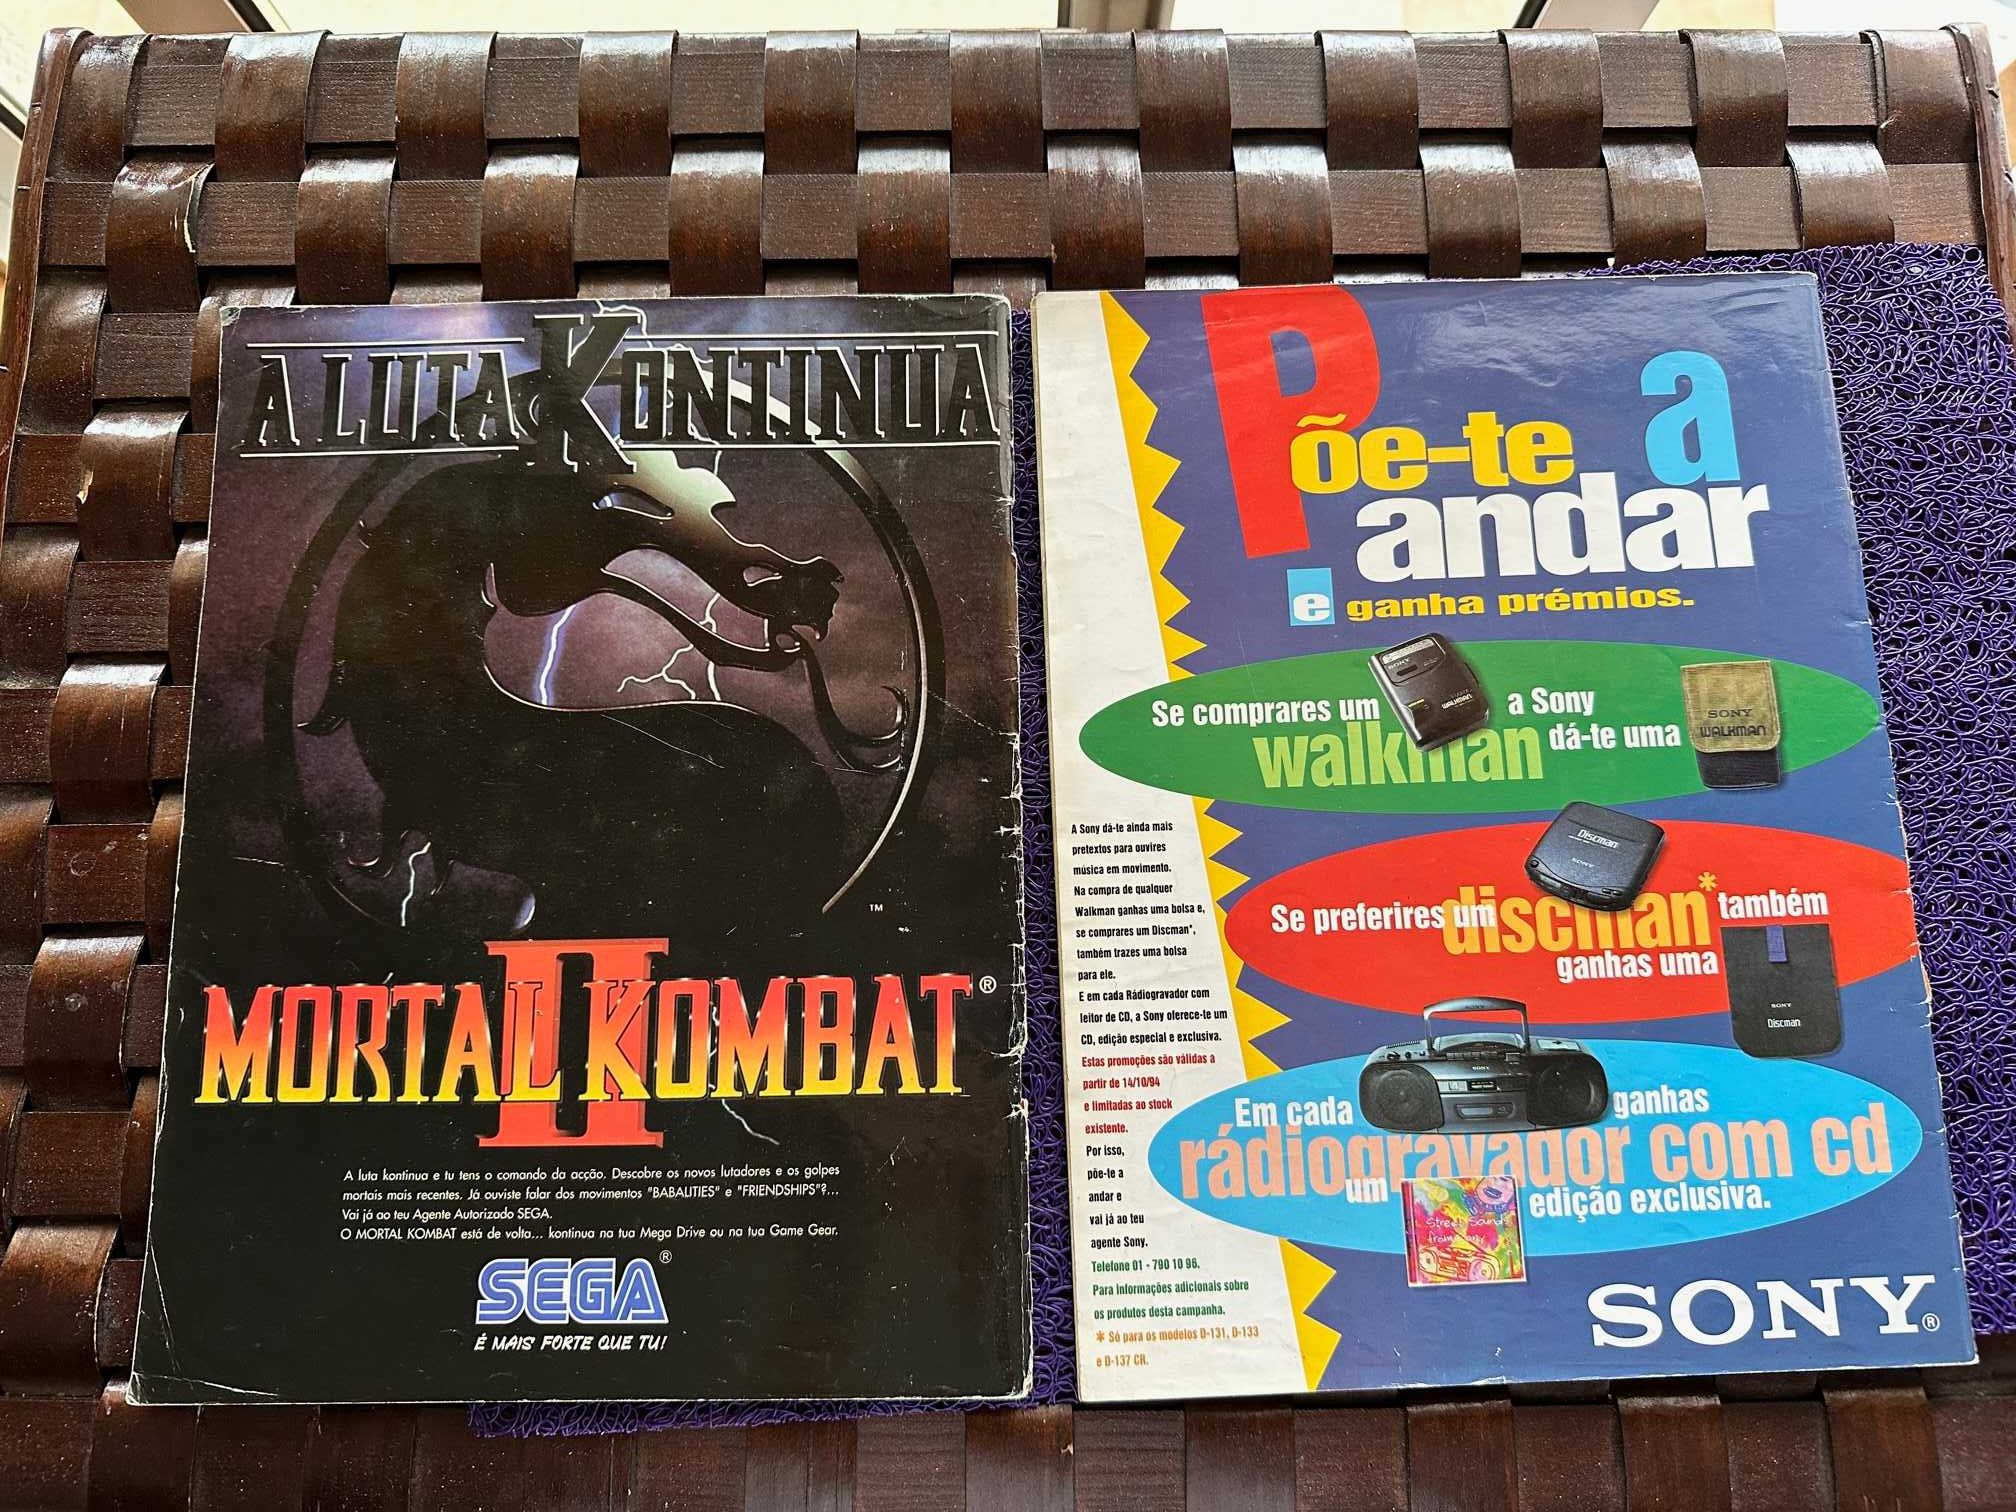 A LUTA KONTINUA
TM
MORTAL KOMBAT®
II
A luta kontinua e tu tens o comando da acção. Descobre os novos lutadores e os golpes
mortais mais recentes. Já ouviste falar dos movimentos "BABALITIES" e "FRIENDSHIPS"?...
Vai já ao teu Agente Autorizado SEGA.
O MORTAL KOMBAT está de volta... kontinua na tua Mega Drive ou na tua Game Gear.
SEGA®
É MAIS FORTE QUE TU!
Põe-te a
andar
e ganha prémios.
Se comprares um
walkman
a Sony
dá-te uma
SONY
WALKMAN
SONY
WALKMAN
Discman
SONY
Se preferires um
discman*
também
ganhas uma
SONY
Discman
SONY
Em cada
ganhas
rádiogravador com cd
um
edição exclusiva.
Street Sounds
from Sony
SONY®
A Sony dá-te ainda mais
pretextos para ouvires
música em movimento.
Na compra de qualquer
Walkman ganhas uma bolsa e,
se comprares um Discman*,
também trazes uma bolsa
para ele.
E em cada Rádiogravador com
leitor de CD, a Sony oferece-te um
CD, edição especial e exclusiva.
Estas promoções são válidas a
partir de 14/10/94
e limitadas ao stock
existente.
Por isso,
põe-te a
andar e
vai já ao teu
agente Sony.
Telefone 01 - 790 10 96.
Para informações adicionais sobre
os produtos desta campanha.
* Só para os modelos D-131, D-133
e D-137 CR.